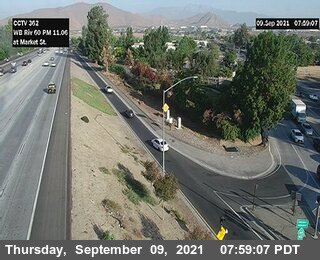 CCTV 362
WB Riv 60 PM 11.06
at Market St.
09 Sep 2021 07:59:07 PM
Thursday, September 09, 2021 07:59:07 PDT